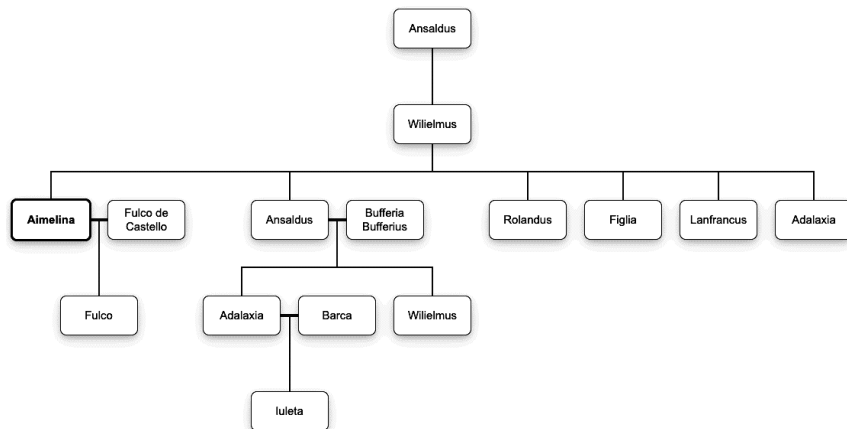 Ansaldus
Wilielmus
Aimelina
Fulco de
Castello
Ansaldus
Bufferia
Bufferius
Rolandus
Figlia
Lanfrancus
Adalaxia
Fulco
Adalaxia
Barca
Wilielmus
Iuleta